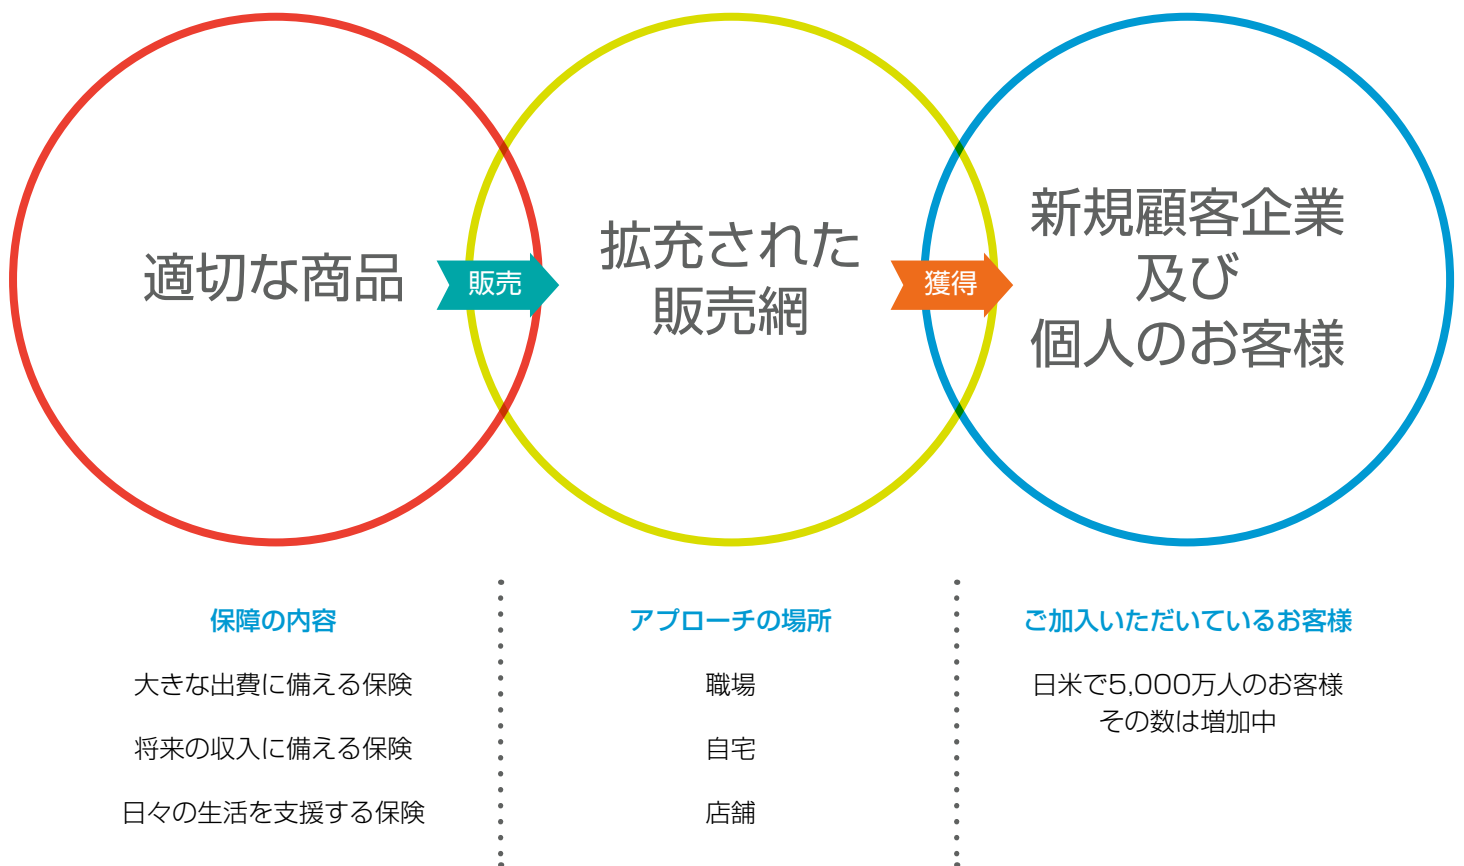 適切な商品
販売
拡充された
販売網
獲得
新規顧客企業
及び
個人のお客様
保障の内容
大きな出費に備える保険
将来の収入に備える保険
日々の生活を支援する保険
アプローチの場所
職場
自宅
店舗
ご加入いただいているお客様
日米で5,000万人のお客様
その数は増加中